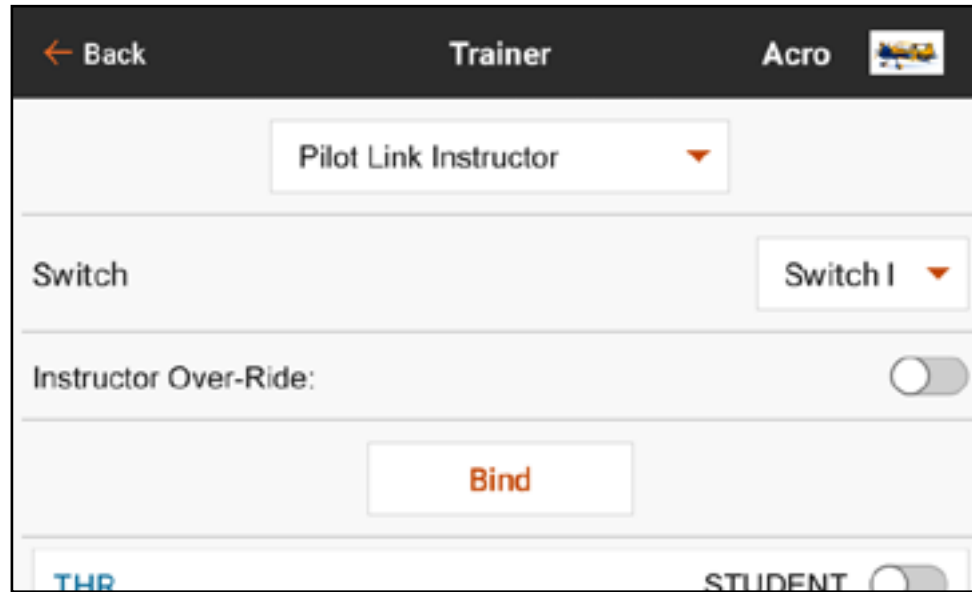 ← Back Trainer Acro
Pilot Link Instructor
Switch Switch I
Instructor Over-Ride:
Bind
THR STUDENT